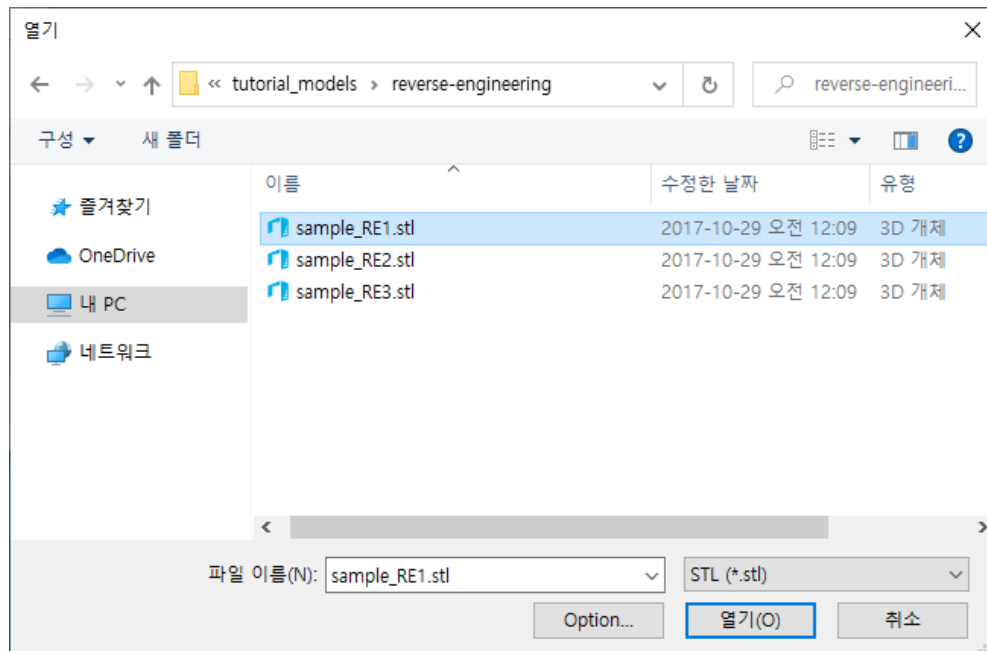 열기
« tutorial_models › reverse-engineering
reverse-engineeri...
구성 새 폴더
즐겨찾기
OneDrive
내 PC
네트워크
이름 수정한 날짜 유형
sample_RE1.stl 2017-10-29 오전 12:09 3D 개체
sample_RE2.stl 2017-10-29 오전 12:09 3D 개체
sample_RE3.stl 2017-10-29 오전 12:09 3D 개체
파일 이름(N): sample_RE1.stl STL (*.stl)
Option... 열기(O) 취소